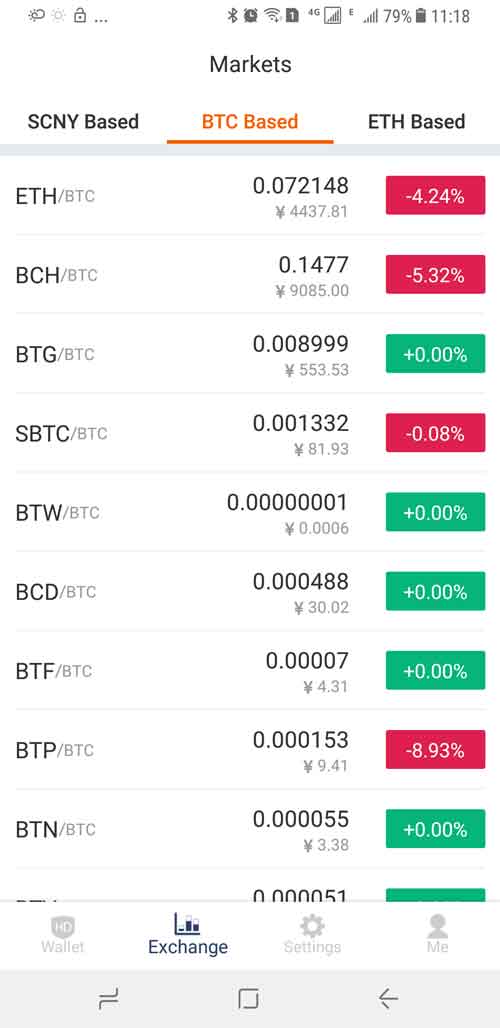 ... 4G E 79% 11:18
Markets
SCNY Based BTC Based ETH Based
ETH/BTC 0.072148 -4.24%
¥ 4437.81
BCH/BTC 0.1477 -5.32%
¥ 9085.00
BTG/BTC 0.008999 +0.00%
¥ 553.53
SBTC/BTC 0.001332 -0.08%
¥ 81.93
BTW/BTC 0.00000001 +0.00%
¥ 0.0006
BCD/BTC 0.000488 +0.00%
¥ 30.02
BTF/BTC 0.00007 +0.00%
¥ 4.31
BTP/BTC 0.000153 -8.93%
¥ 9.41
BTN/BTC 0.000055 +0.00%
¥ 3.38
0.000051
HD
Wallet Exchange Settings Me